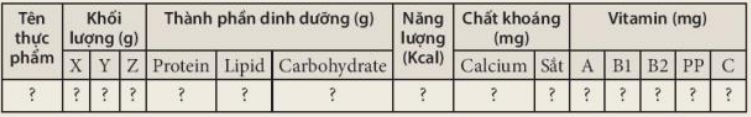 Tên thực phẩm | Khối lượng (g) | Thành phần dinh dưỡng (g) | Năng lượng (Kcal) | Chất khoáng (mg) | Vitamin (mg)
X | Y | Z | Protein | Lipid | Carbohydrate | Calcium | Sắt | A | B1 | B2 | PP | C
? | ? | ? | ? | ? | ? | ? | ? | ? | ? | ? | ? | ? | ? | ?